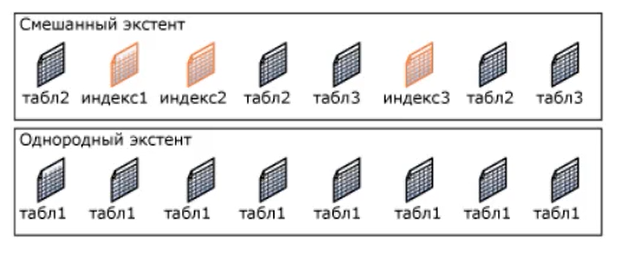 Смешанный экстент
табл2 индекс1 индекс2 табл2 табл3 индекс3 табл2 табл3
Однородный экстент
табл1 табл1 табл1 табл1 табл1 табл1 табл1 табл1